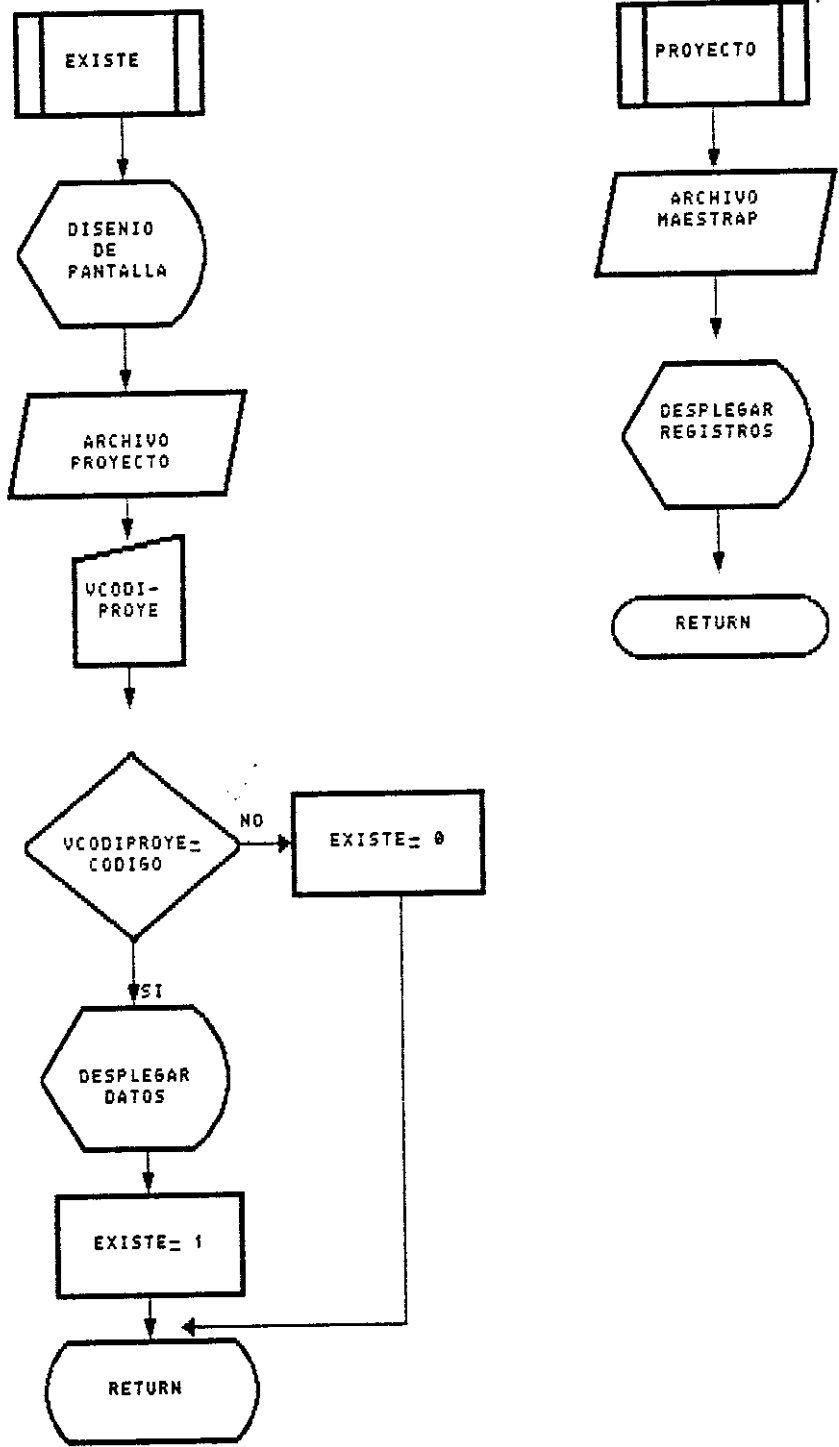 EXISTE
DISENIO
DE
PANTALLA
ARCHIVO
PROYECTO
VCODI-
PROYE
VCODIPROYE=
CODIGO
NO
EXISTE= 0
SI
DESPLEGAR
DATOS
EXISTE= 1
RETURN
PROYECTO
ARCHIVO
MAESTRAP
DESPLEGAR
REGISTROS
RETURN